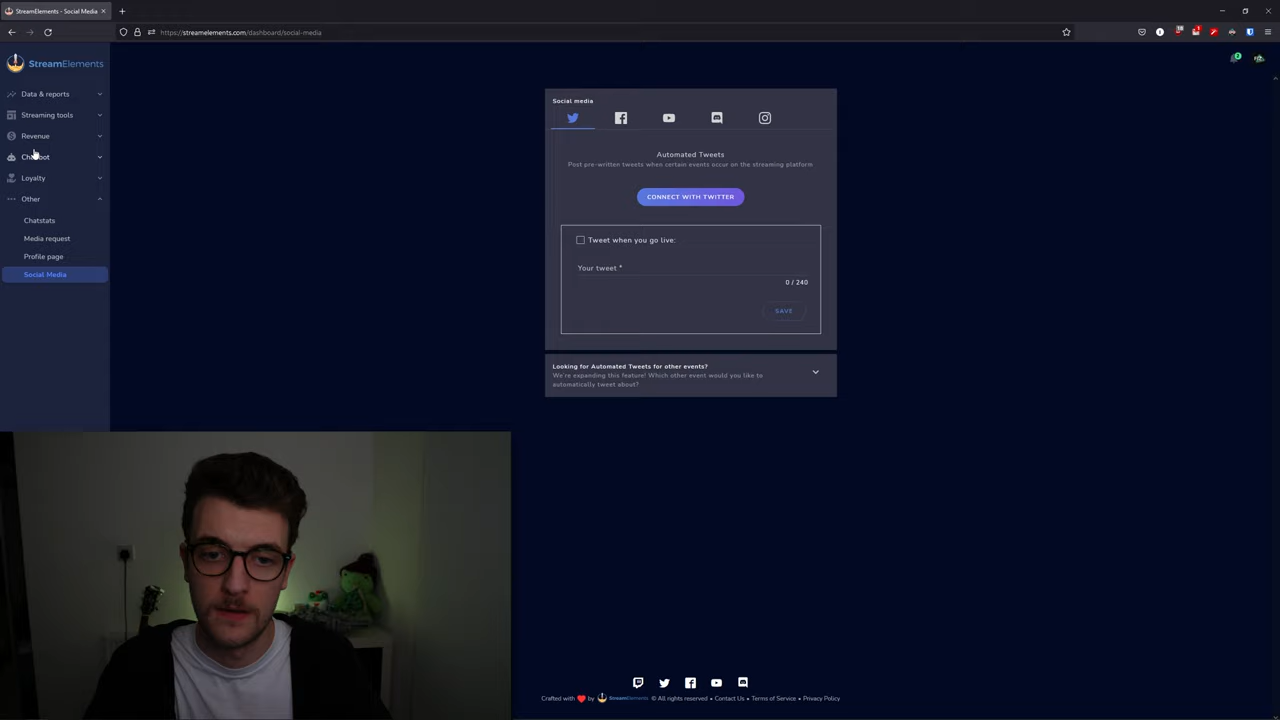 StreamElements - Social Media
https://streamelements.com/dashboard/social-media
StreamElements
Data & reports
Streaming tools
Revenue
Chatbot
Loyalty
Other
Chatstats
Media request
Profile page
Social Media
Social media
Automated Tweets
Post pre-written tweets when certain events occur on the streaming platform
CONNECT WITH TWITTER
Tweet when you go live:
Your tweet *
0 / 240
SAVE
Looking for Automated Tweets for other events?
We're expanding this feature! Which other event would you like to
automatically tweet about?
Crafted with by StreamElements © All rights reserved • Contact Us • Terms of Service • Privacy Policy